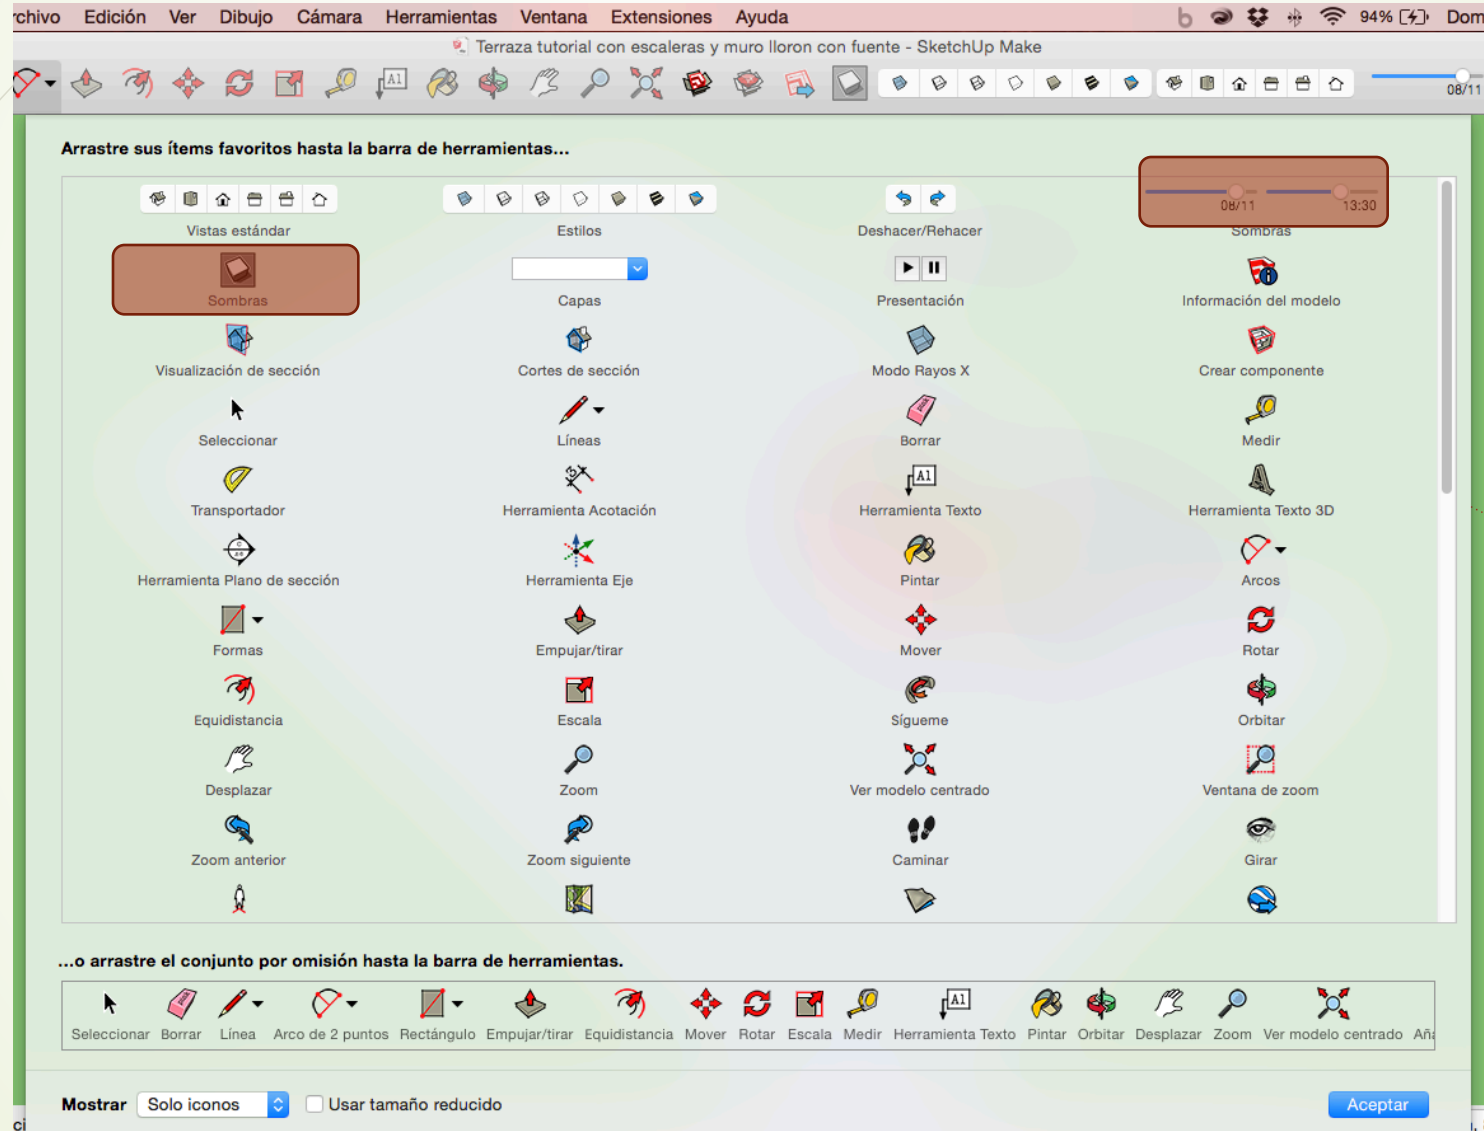 rchivo Edición Ver Dibujo Cámara Herramientas Ventana Extensiones Ayuda 94% Dom
Terraza tutorial con escaleras y muro lloron con fuente - SketchUp Make
A1
08/11
Arrastre sus ítems favoritos hasta la barra de herramientas...
08/11 13:30
Vistas estándar Estilos Deshacer/Rehacer Sombras
Sombras Capas Presentación Información del modelo
Visualización de sección Cortes de sección Modo Rayos X Crear componente
Seleccionar Líneas Borrar Medir
A1
Transportador Herramienta Acotación Herramienta Texto Herramienta Texto 3D
Herramienta Plano de sección Herramienta Eje Pintar Arcos
Formas Empujar/tirar Mover Rotar
Equidistancia Escala Sígueme Orbitar
Desplazar Zoom Ver modelo centrado Ventana de zoom
Zoom anterior Zoom siguiente Caminar Girar
...o arrastre el conjunto por omisión hasta la barra de herramientas.
A1
Seleccionar Borrar Línea Arco de 2 puntos Rectángulo Empujar/tirar Equidistancia Mover Rotar Escala Medir Herramienta Texto Pintar Orbitar Desplazar Zoom Ver modelo centrado Aña
Mostrar Solo iconos Usar tamaño reducido Aceptar
ci